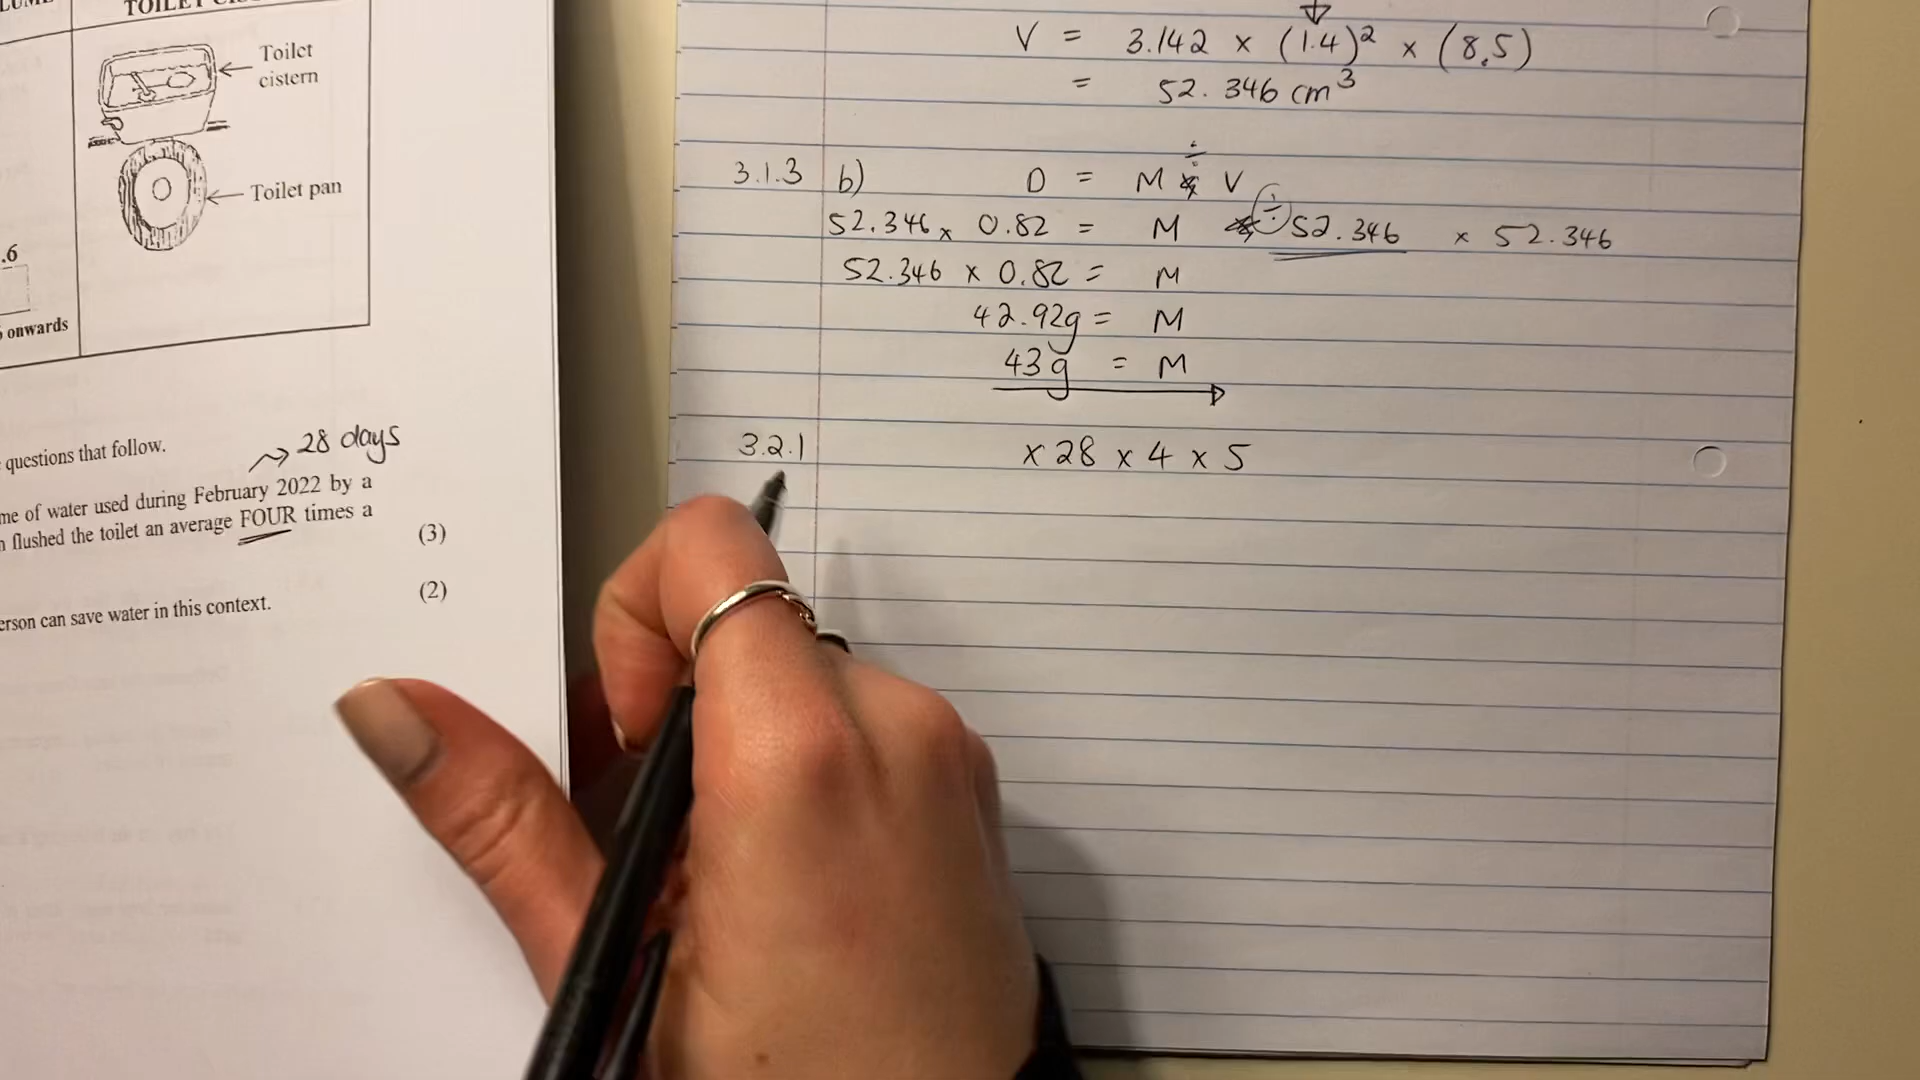 Toilet
cistern
Toilet pan
.6
onwards
questions that follow.
→ 28 days
me of water used during February 2022 by a
flushed the toilet an average FOUR times a
(3)
(2)
erson can save water in this context.
V = 3.142 × (1.4)² × (8,5)
= 52.346 cm³
3.1.3 b) D = M ÷ V
52.346 × 0.82 = M ÷ 52.346 × 52.346
52.346 × 0.82 = M
42.92g = M
43g = M
3.2.1 × 28 × 4 × 5